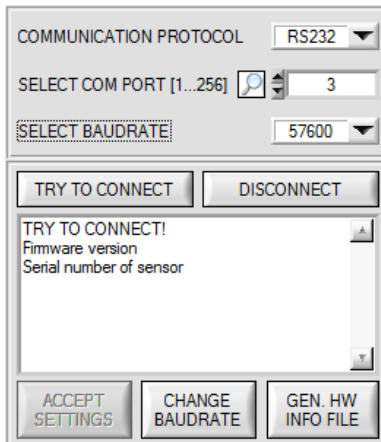 COMMUNICATION PROTOCOL RS232
SELECT COM PORT [1...256] 3
SELECT BAUDRATE 57600
TRY TO CONNECT DISCONNECT
TRY TO CONNECT!
Firmware version
Serial number of sensor
ACCEPT SETTINGS
CHANGE BAUDRATE
GEN. HW INFO FILE